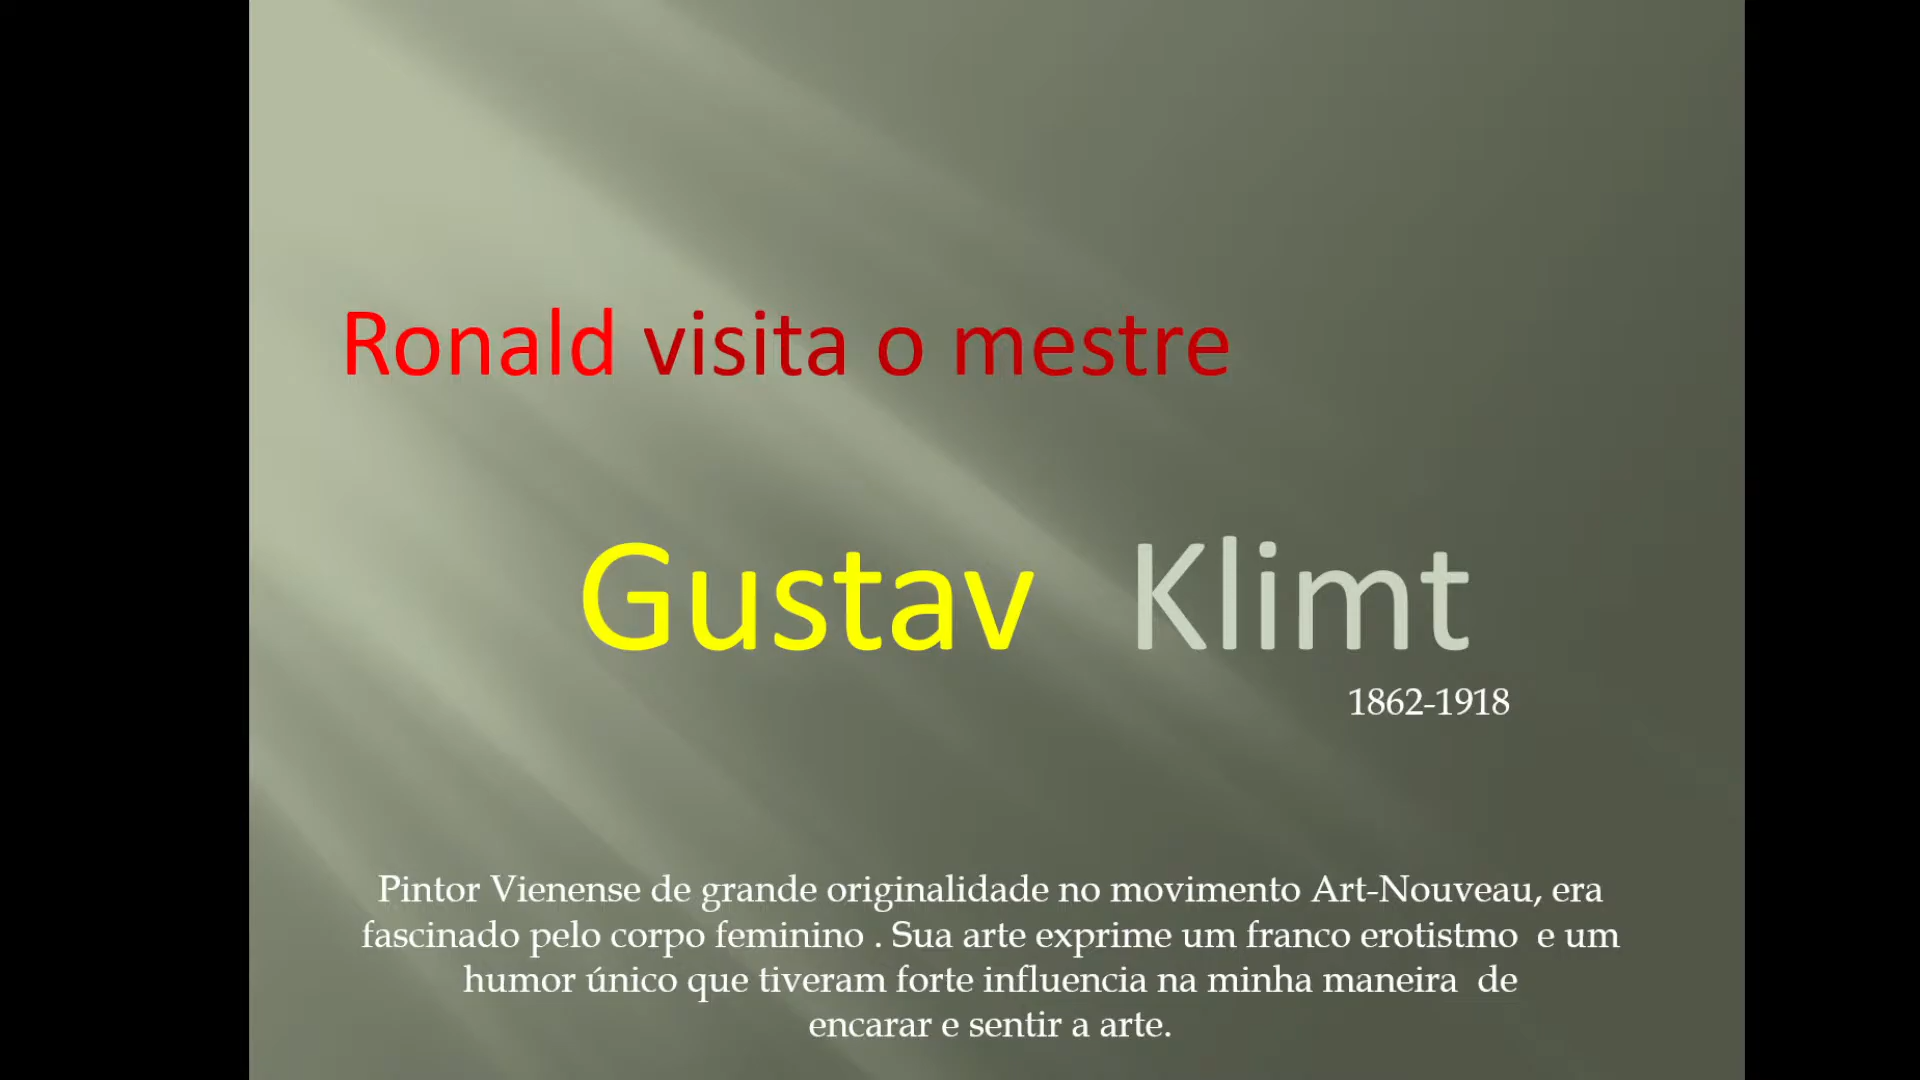 Ronald visita o mestre
Gustav Klimt
1862-1918
Pintor Vienense de grande originalidade no movimento Art-Nouveau, era
fascinado pelo corpo feminino . Sua arte exprime um franco erotistmo e um
humor único que tiveram forte influencia na minha maneira de
encarar e sentir a arte.